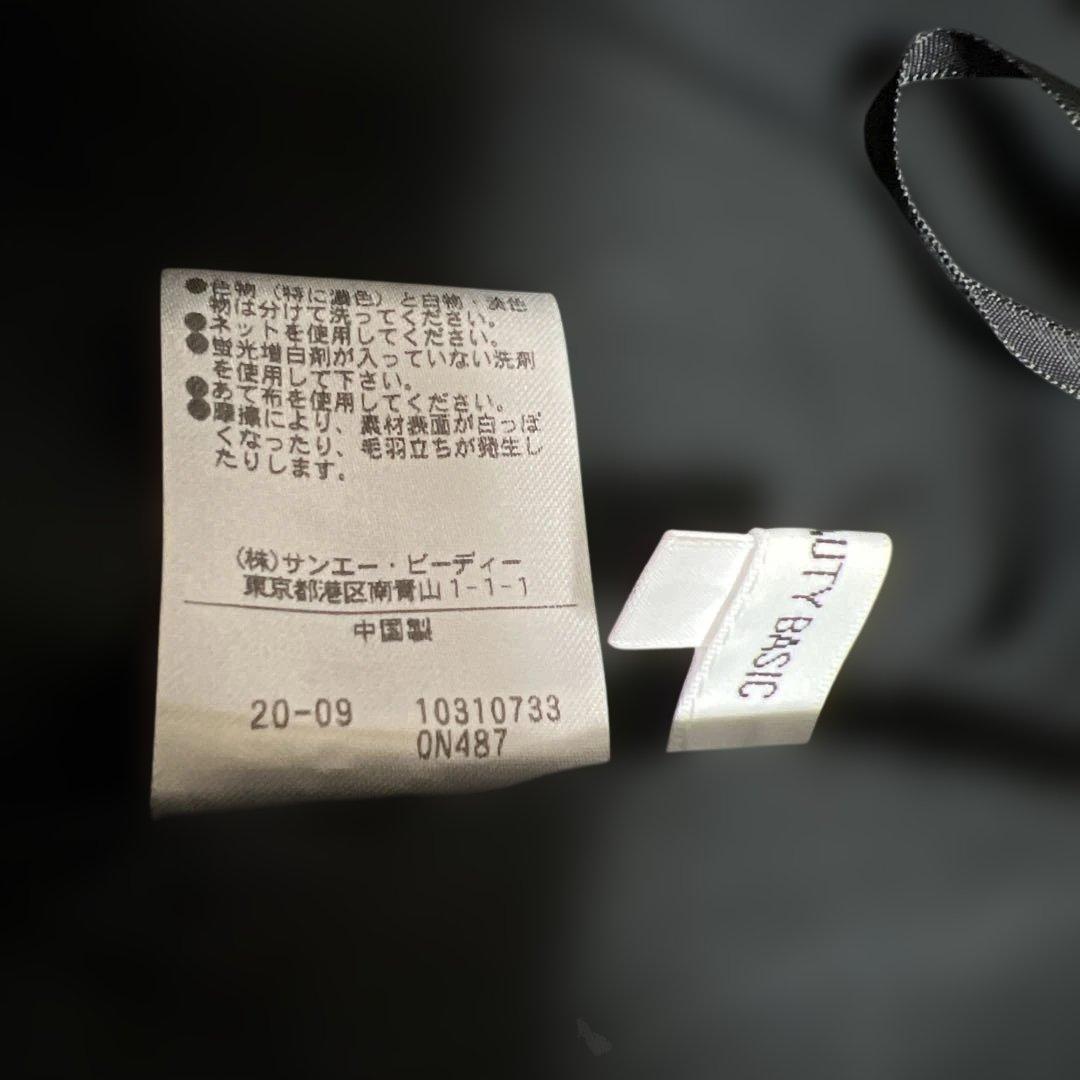 ●色物（特に濃色）と白物・淡色
物は分けて洗ってください。
●ネットを使用してください。
●蛍光増白剤が入っていない洗剤
を使用して下さい。
●あて布を使用してください。
●摩擦により、素材表面が白っぽ
くなったり、毛羽立ちが発生し
たりします。
(株)サンエー・ビーディー
東京都港区南青山1-1-1
中国製
20-09 10310733
0N487
UTY BASIC